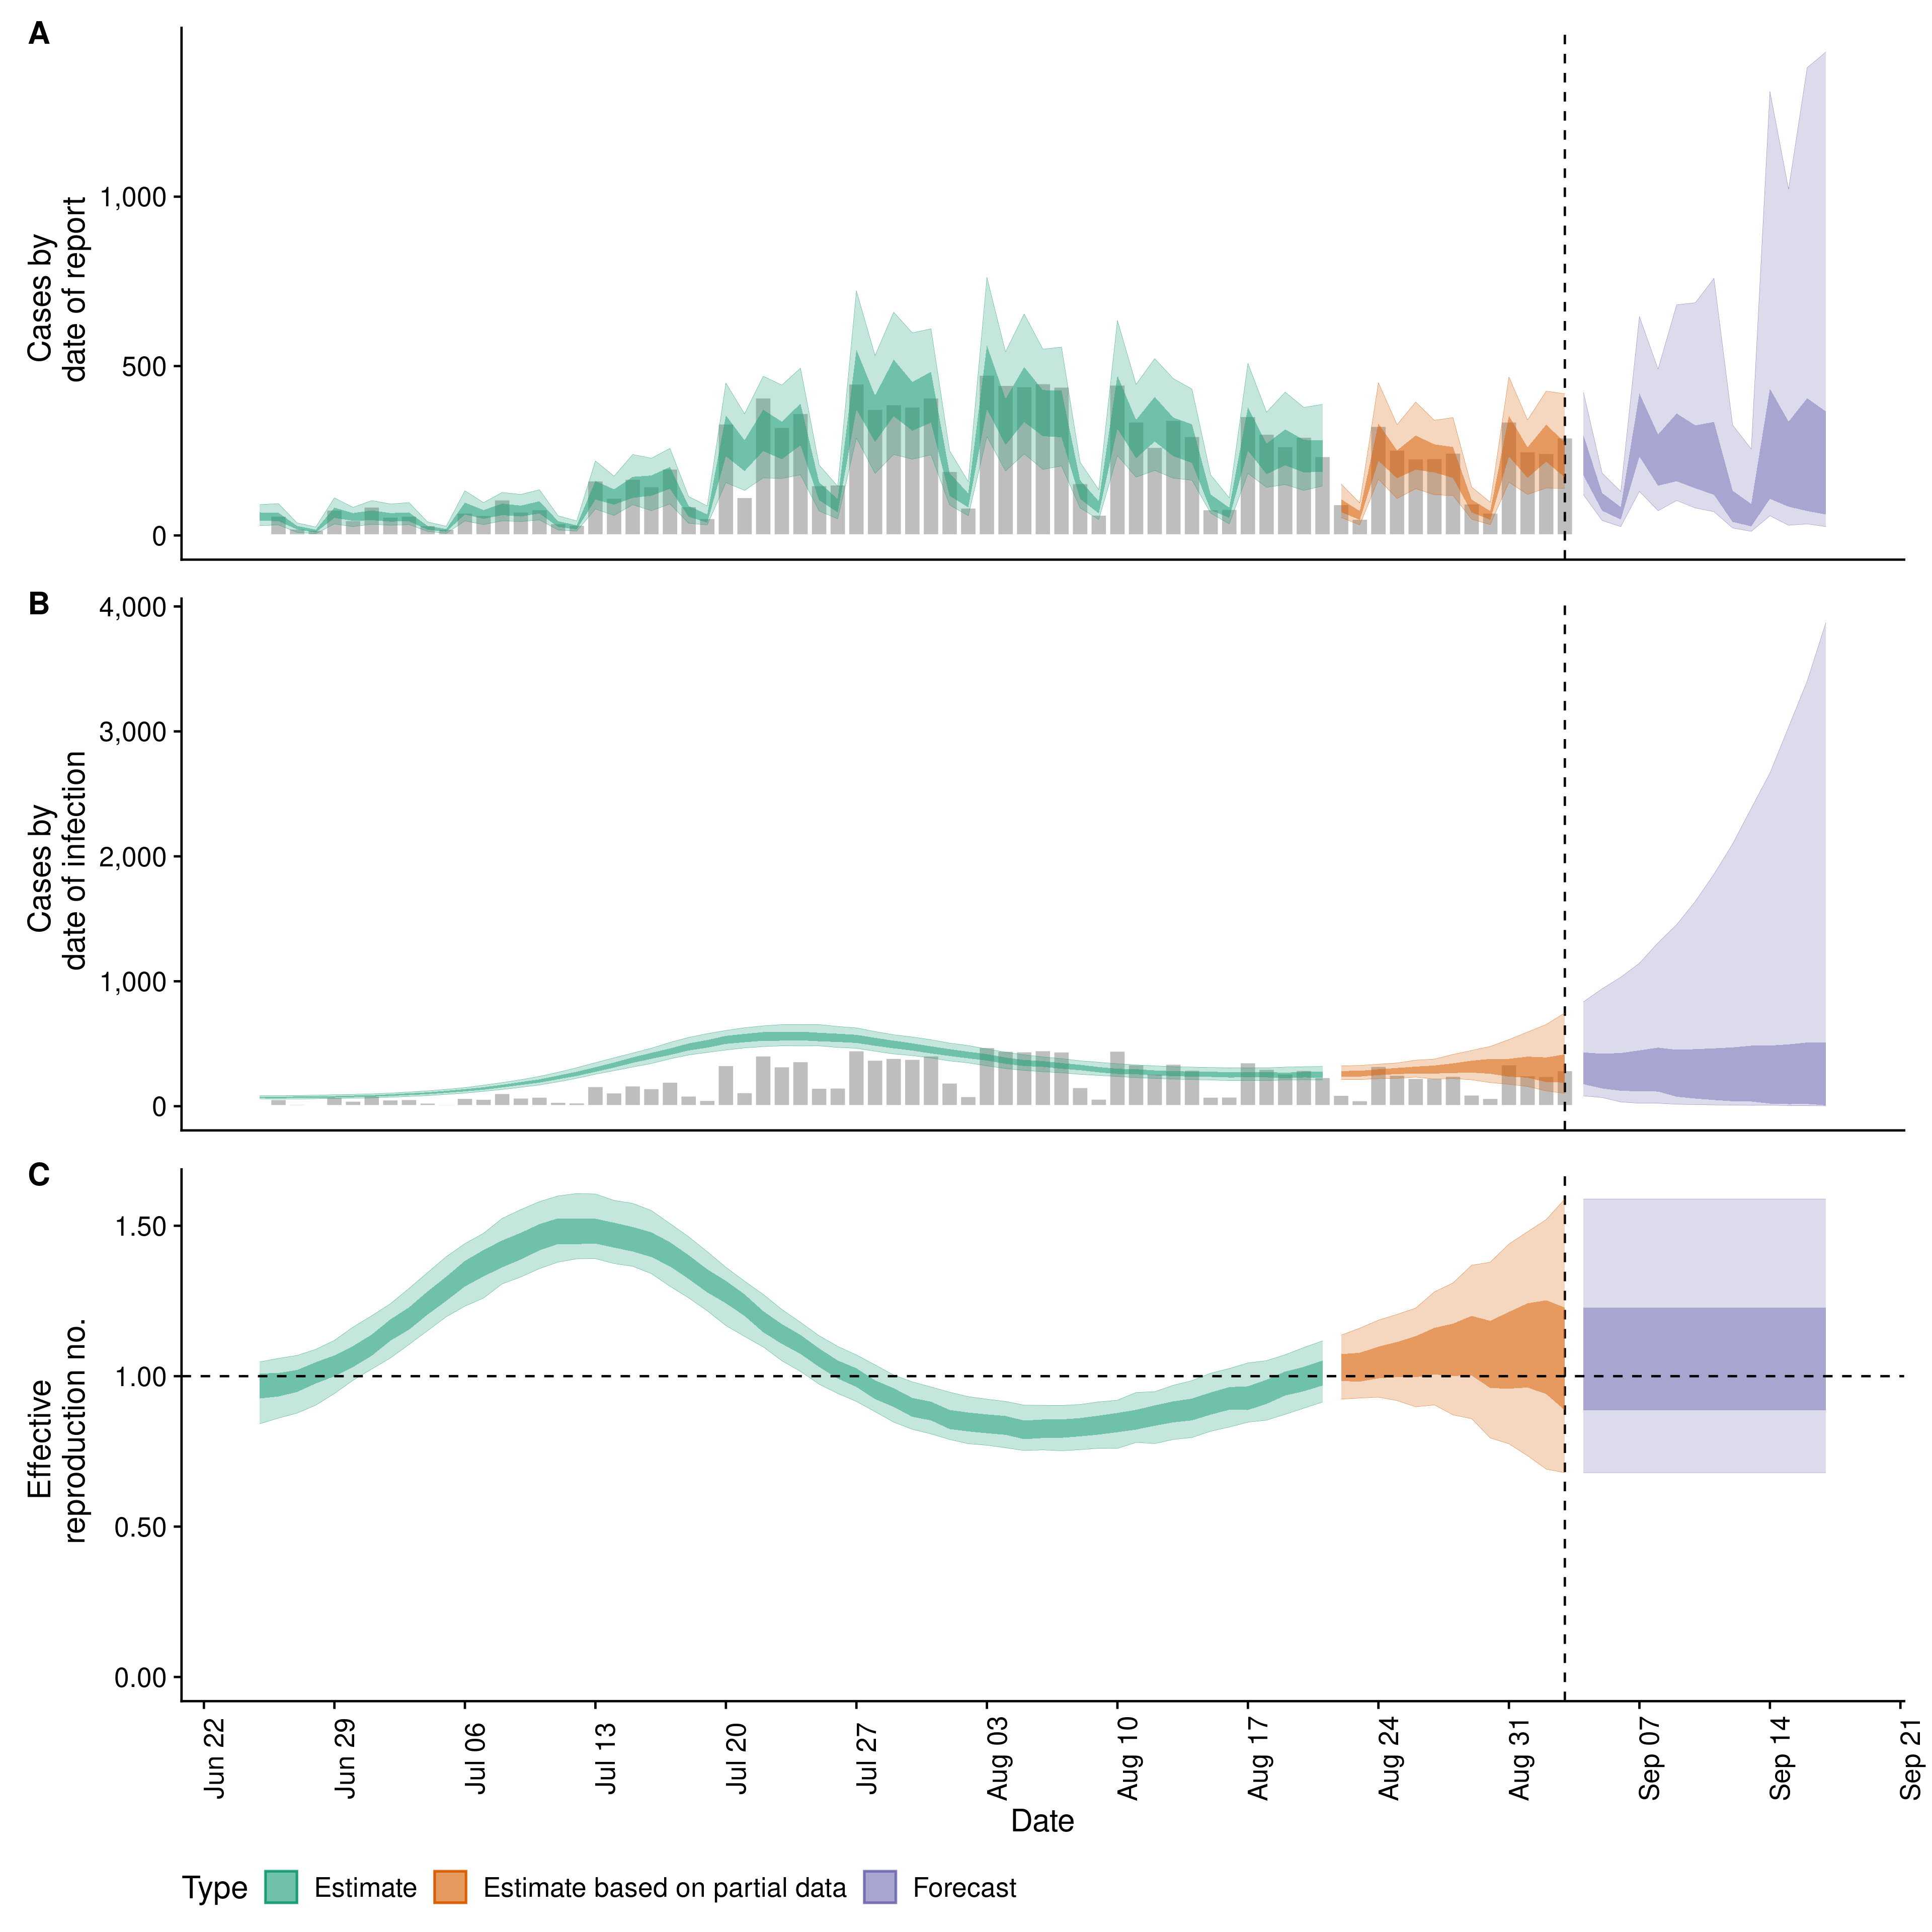 A
Cases by
date of report
1,000
500
0
B
Cases by
date of infection
4,000
3,000
2,000
1,000
0
C
Effective
reproduction no.
1.50
1.00
0.50
0.00
Jun 22
Jun 29
Jul 06
Jul 13
Jul 20
Jul 27
Aug 03
Aug 10
Aug 17
Aug 24
Aug 31
Sep 07
Sep 14
Sep 21
Date
Type Estimate Estimate based on partial data Forecast